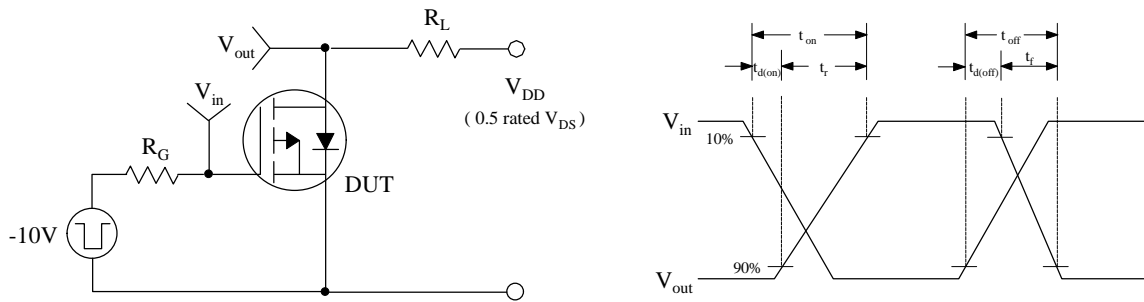 V_out
R_L
V_in
V_DD
( 0.5 rated V_DS )
R_G
DUT
-10V
t_on
t_off
t_d(on)
t_r
t_d(off)
t_f
V_in
10%
90%
V_out